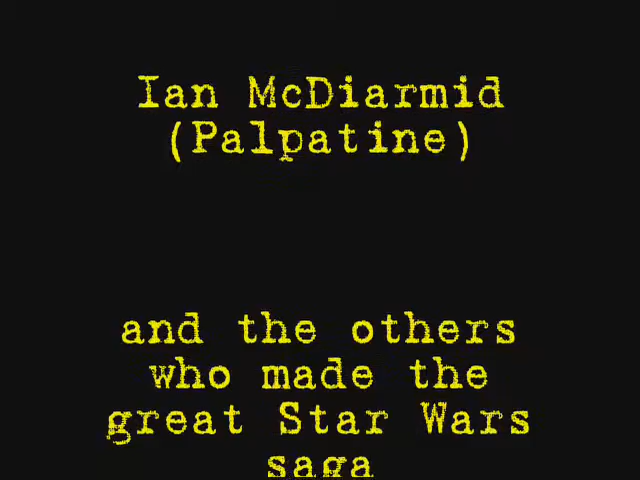 Ian McDiarmid
(Palpatine)
and the others
who made the
great Star Wars
saga